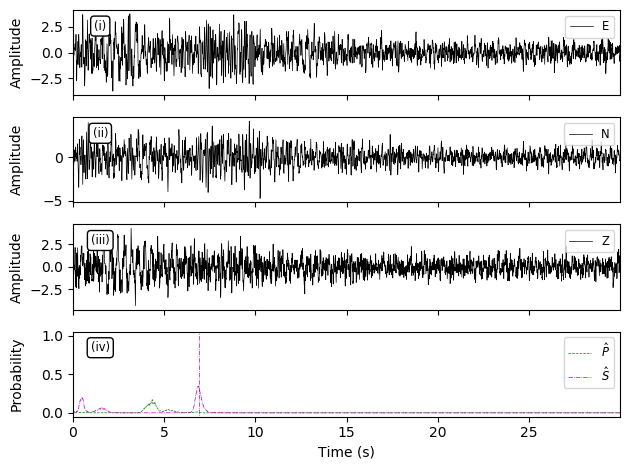 Amplitude
2.5
0.0
−2.5
(i)
E
Amplitude
0
−5
(ii)
N
Amplitude
2.5
0.0
−2.5
(iii)
Z
Probability
1.0
0.5
0.0
(iv)
P̂
Ŝ
0 5 10 15 20 25
Time (s)